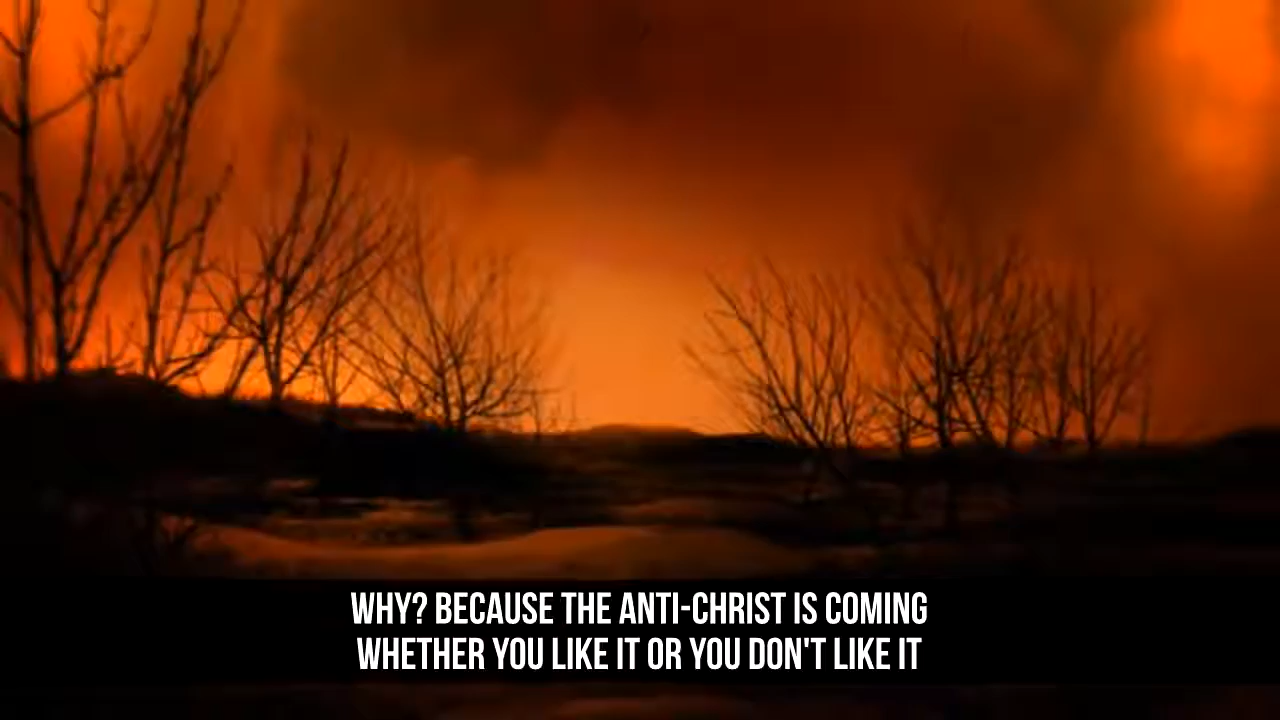 WHY? BECAUSE THE ANTI-CHRIST IS COMING
WHETHER YOU LIKE IT OR YOU DON'T LIKE IT